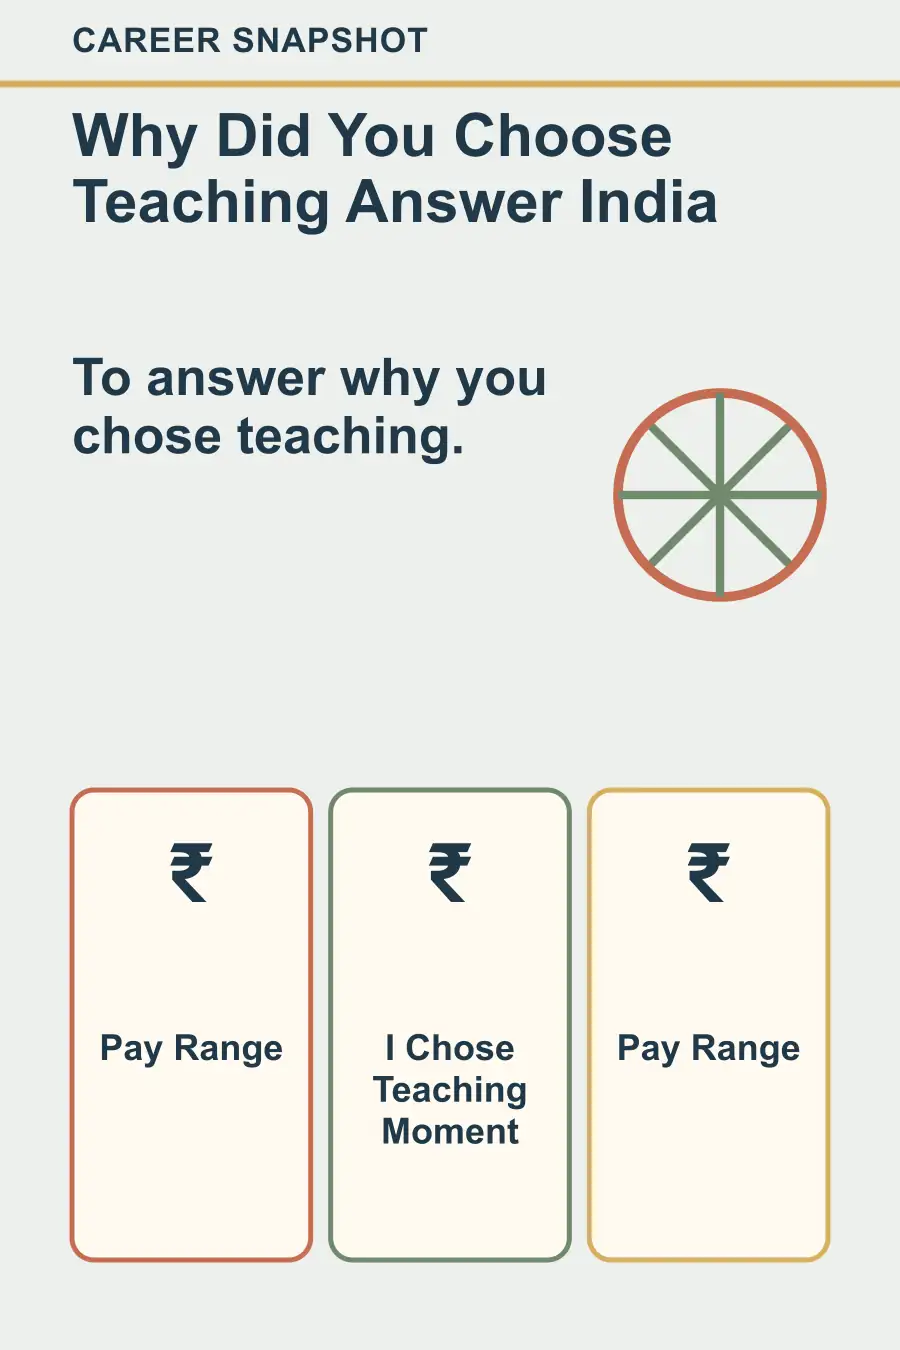 CAREER SNAPSHOT
Why Did You Choose
Teaching Answer India
To answer why you
chose teaching.
₹
Pay Range
₹
I Chose
Teaching
Moment
₹
Pay Range